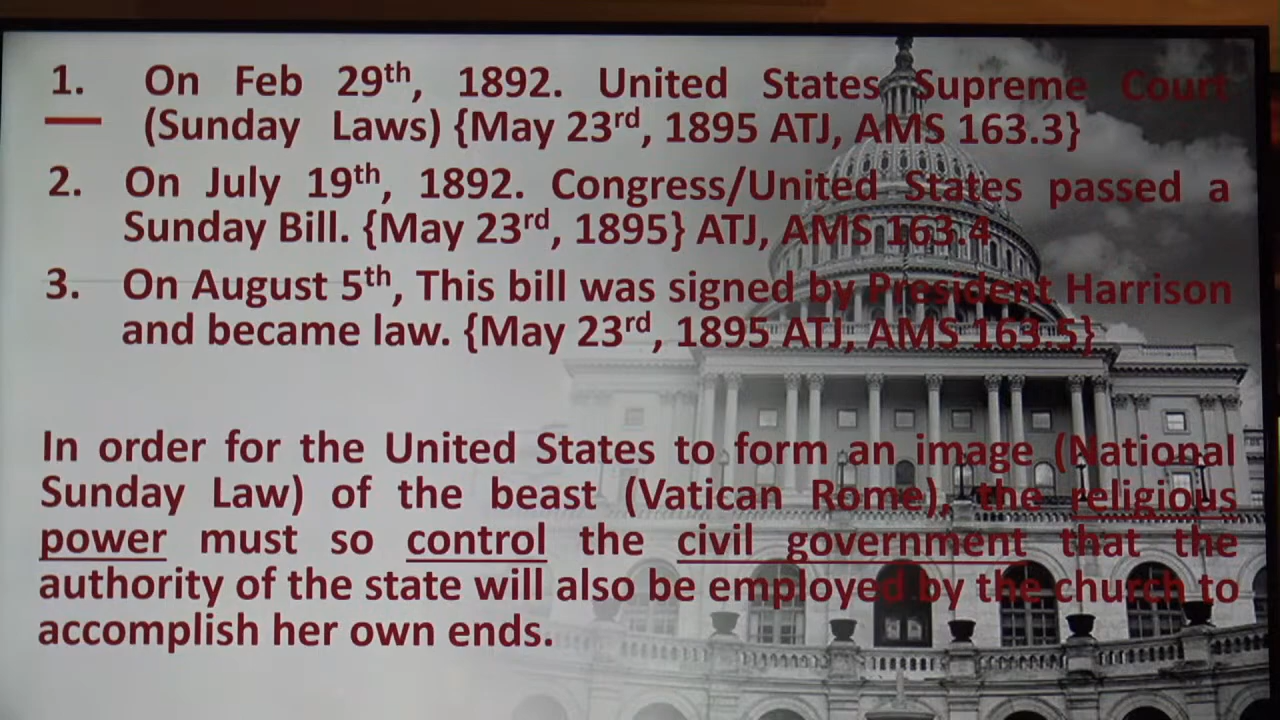 1. On Feb 29th, 1892. United States Supreme Court
(Sunday Laws) {May 23rd, 1895 ATJ, AMS 163.3}
2. On July 19th, 1892. Congress/United States passed a
Sunday Bill. {May 23rd, 1895} ATJ, AMS 163.4
3. On August 5th, This bill was signed by President Harrison
and became law. {May 23rd, 1895 ATJ, AMS 163.5}
In order for the United States to form an image (National
Sunday Law) of the beast (Vatican Rome), the religious
power must so control the civil government that the
authority of the state will also be employed by the church to
accomplish her own ends.